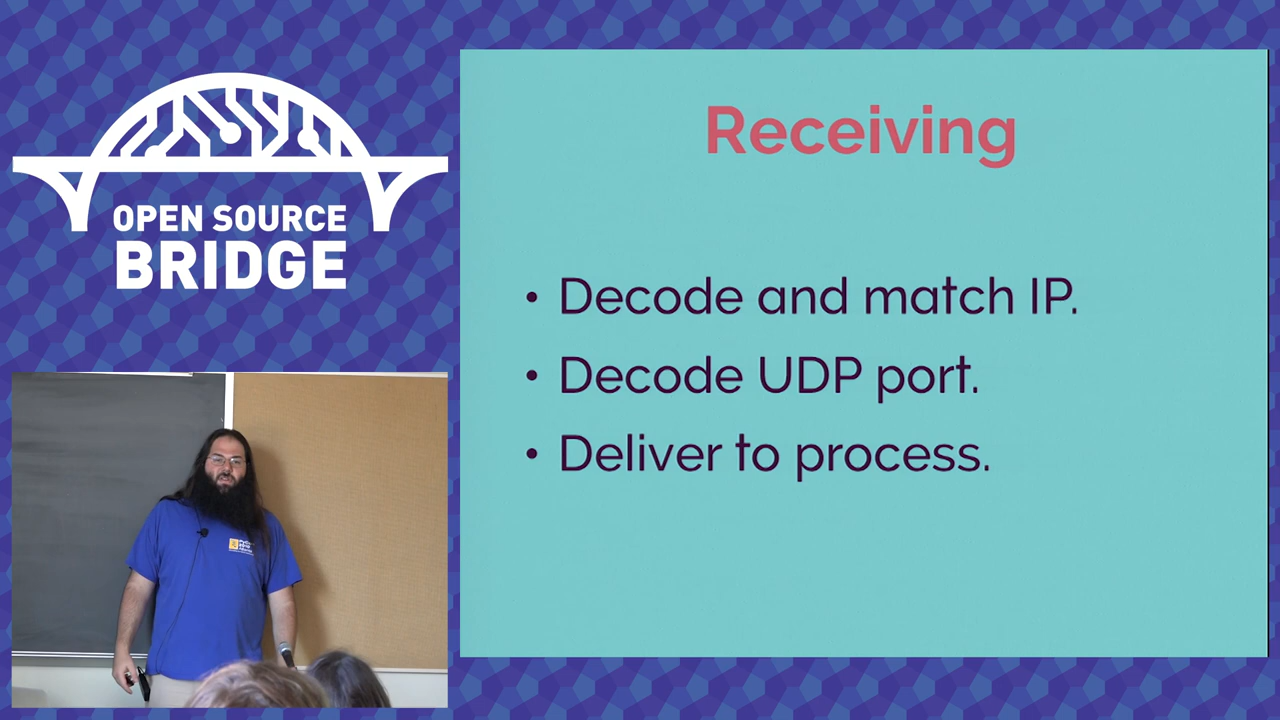 OPEN SOURCE
BRIDGE
Receiving
• Decode and match IP.
• Decode UDP port.
• Deliver to process.